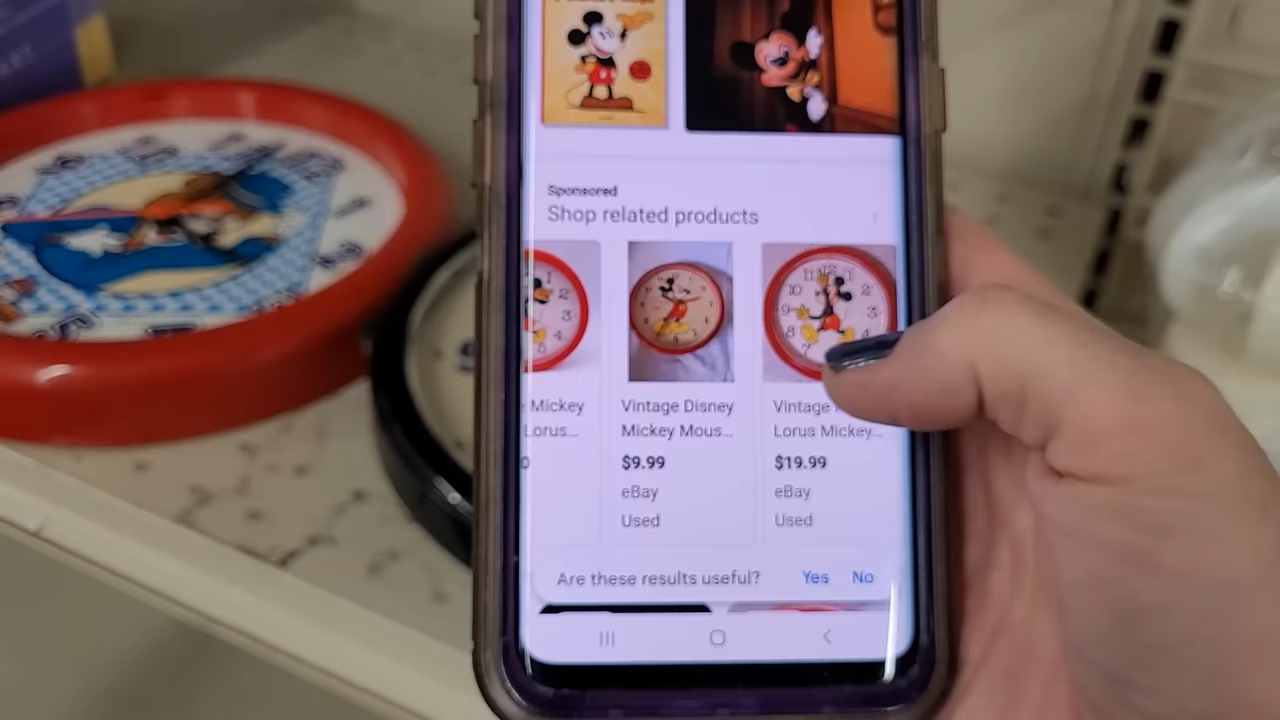 Sponsored
Shop related products
Mickey
Lorus...
0
Vintage Disney
Mickey Mous...
$9.99
eBay
Used
Vintage
Lorus Mickey...
$19.99
eBay
Used
Are these results useful? Yes No